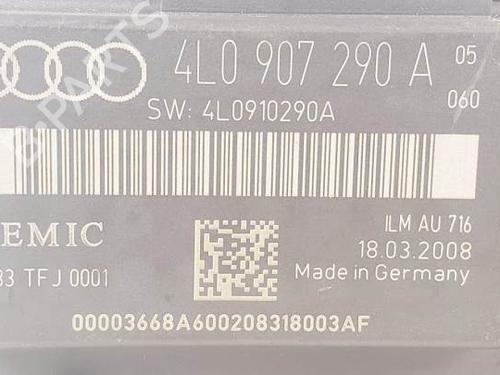 4L0 907 290 A 05
060
SW: 4L0910290A
EMIC
ILM AU 716
18.03.2008
33 TFJ 0001
Made in Germany
00003668A600208318003AF